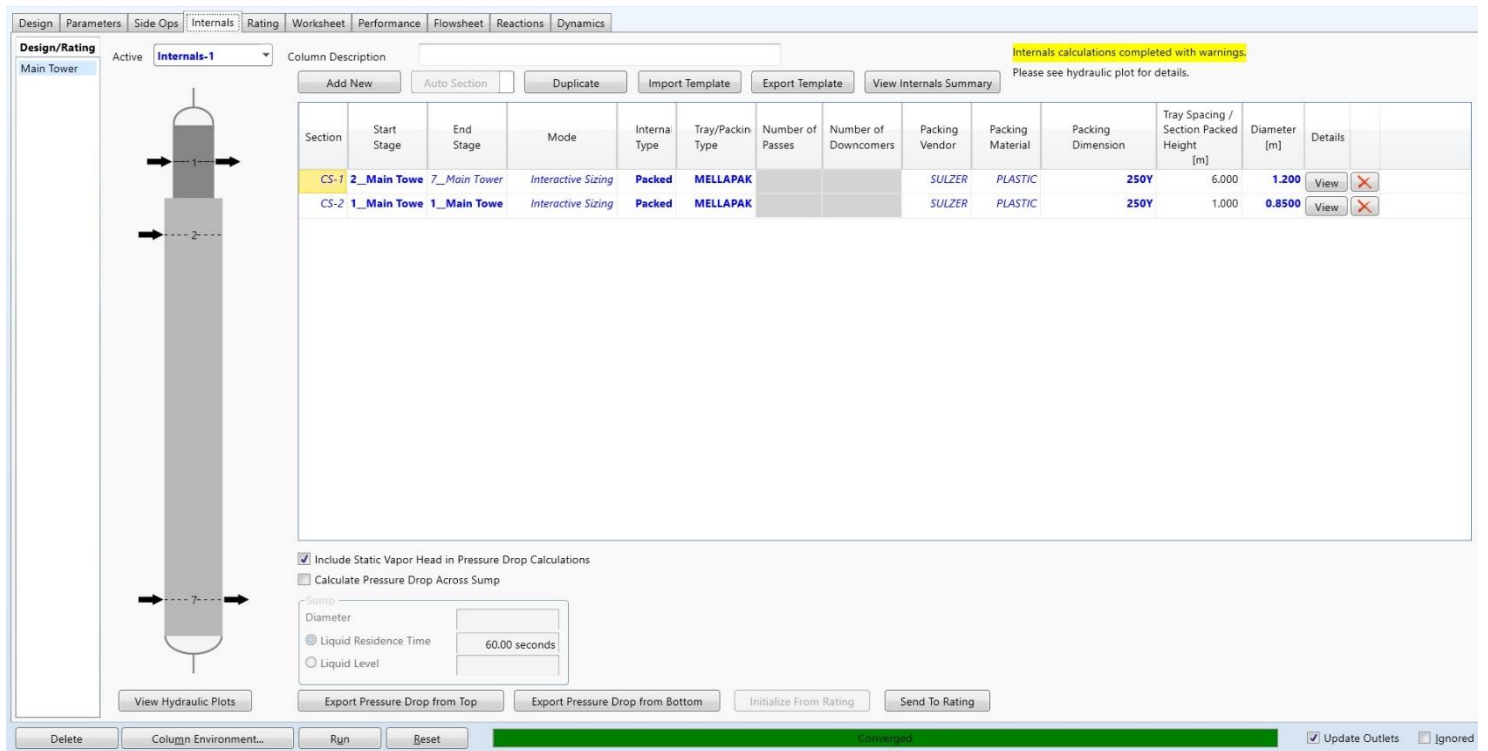 Design Parameters Side Ops Internals Rating Worksheet Performance Flowsheet Reactions Dynamics
Design/Rating
Main Tower
Active Internals-1 Column Description
Internals calculations completed with warnings.
Please see hydraulic plot for details.
Add New Auto Section Duplicate Import Template Export Template View Internals Summary
Section Start Stage End Stage Mode Interna Type Tray/Packin Type Number of Passes Number of Downcomers Packing Vendor Packing Material Packing Dimension Tray Spacing / Section Packed Height [m] Diameter [m] Details
CS-1 2__Main Towe 7__Main Tower Interactive Sizing Packed MELLAPAK SULZER PLASTIC 250Y 6.000 1.200 View
CS-2 1__Main Towe 1__Main Towe Interactive Sizing Packed MELLAPAK SULZER PLASTIC 250Y 1.000 0.8500 View
1
2
7
Include Static Vapor Head in Pressure Drop Calculations
Calculate Pressure Drop Across Sump
Sump
Diameter
Liquid Residence Time 60.00 seconds
Liquid Level
View Hydraulic Plots Export Pressure Drop from Top Export Pressure Drop from Bottom Initialize From Rating Send To Rating
Delete Column Environment... Run Reset Converged Update Outlets Ignored